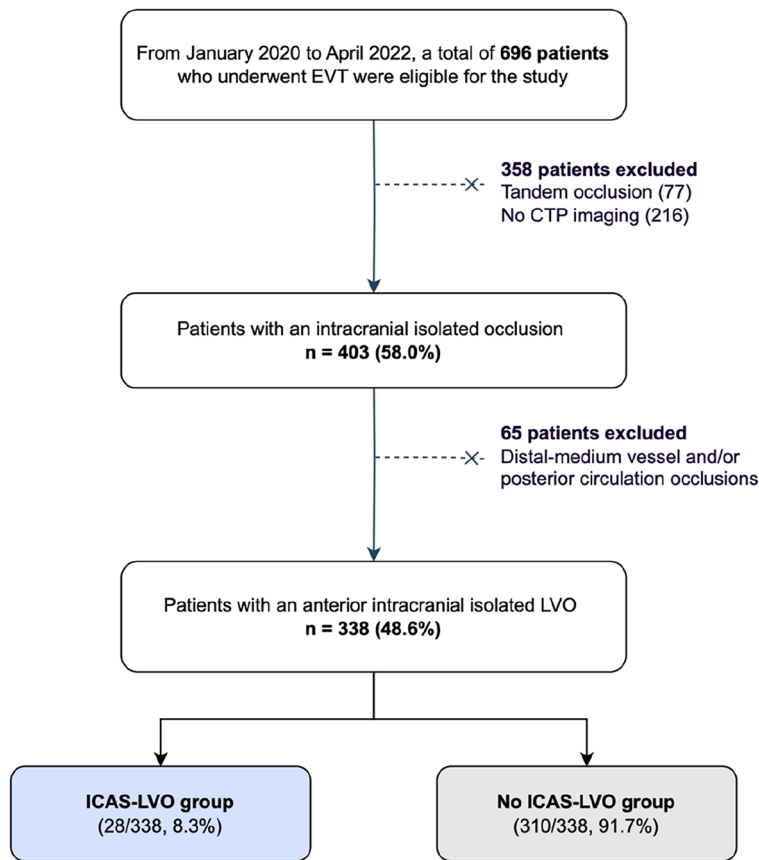 From January 2020 to April 2022, a total of 696 patients
who underwent EVT were eligible for the study
358 patients excluded
Tandem occlusion (77)
No CTP imaging (216)
Patients with an intracranial isolated occlusion
n = 403 (58.0%)
65 patients excluded
Distal-medium vessel and/or
posterior circulation occlusions
Patients with an anterior intracranial isolated LVO
n = 338 (48.6%)
ICAS-LVO group
(28/338, 8.3%)
No ICAS-LVO group
(310/338, 91.7%)